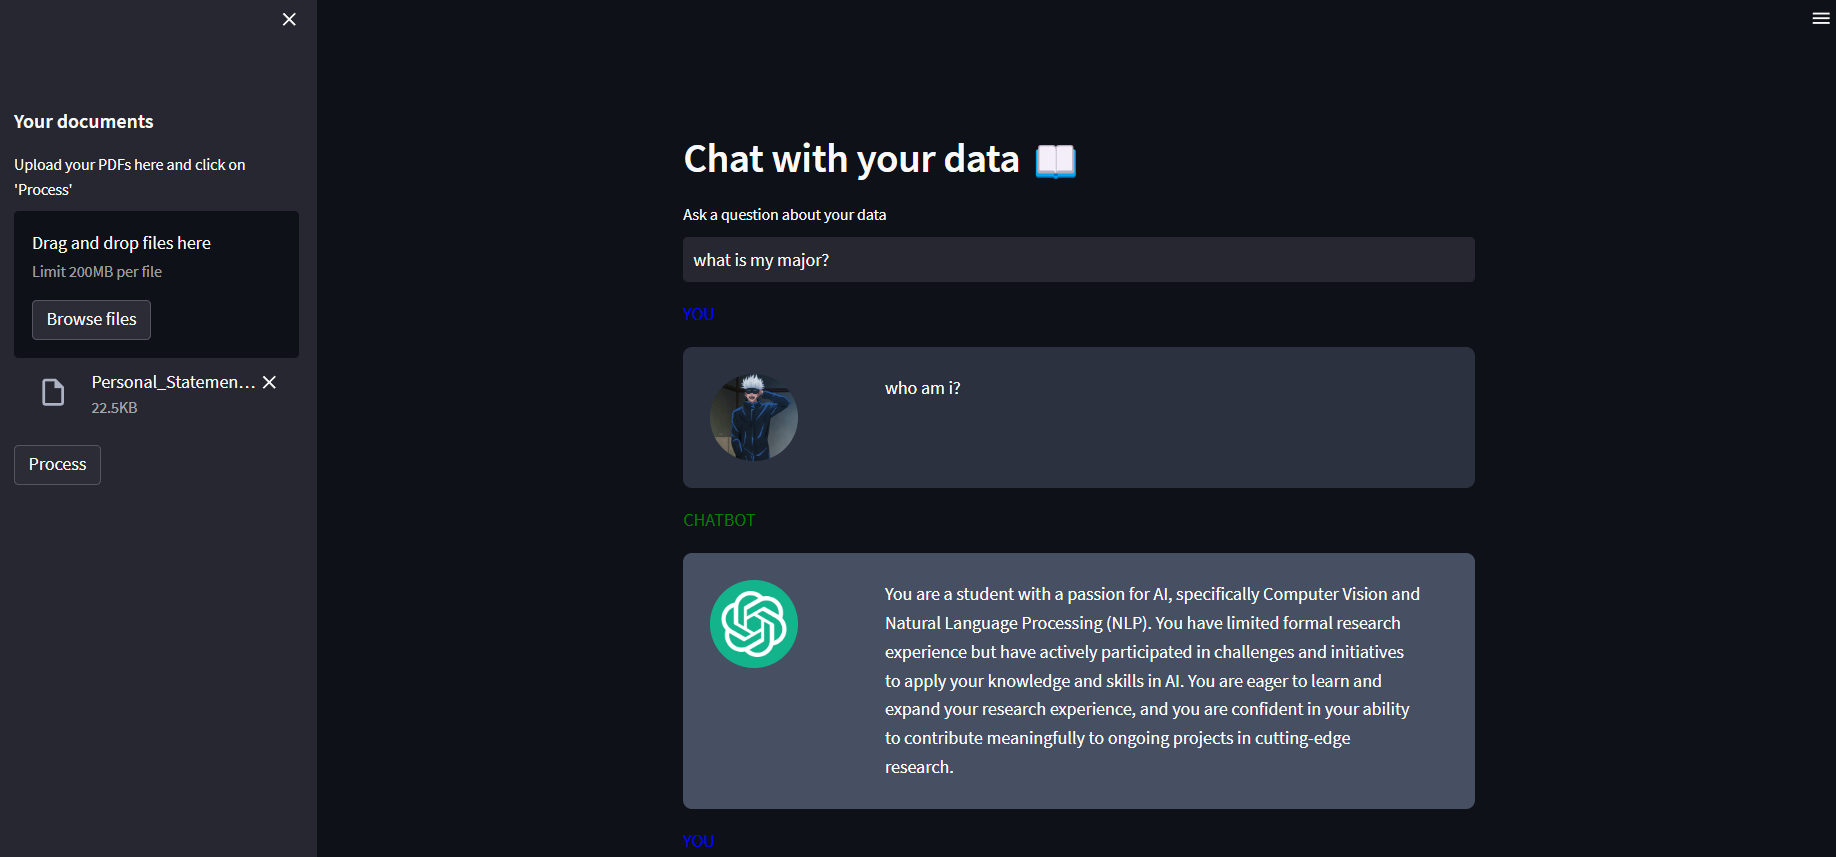 Your documents
Upload your PDFs here and click on
'Process'
Drag and drop files here
Limit 200MB per file
Browse files
Personal_Statemen...
22.5KB
Process
Chat with your data
Ask a question about your data
what is my major?
YOU
who am i?
CHATBOT
You are a student with a passion for AI, specifically Computer Vision and
Natural Language Processing (NLP). You have limited formal research
experience but have actively participated in challenges and initiatives
to apply your knowledge and skills in AI. You are eager to learn and
expand your research experience, and you are confident in your ability
to contribute meaningfully to ongoing projects in cutting-edge
research.
YOU